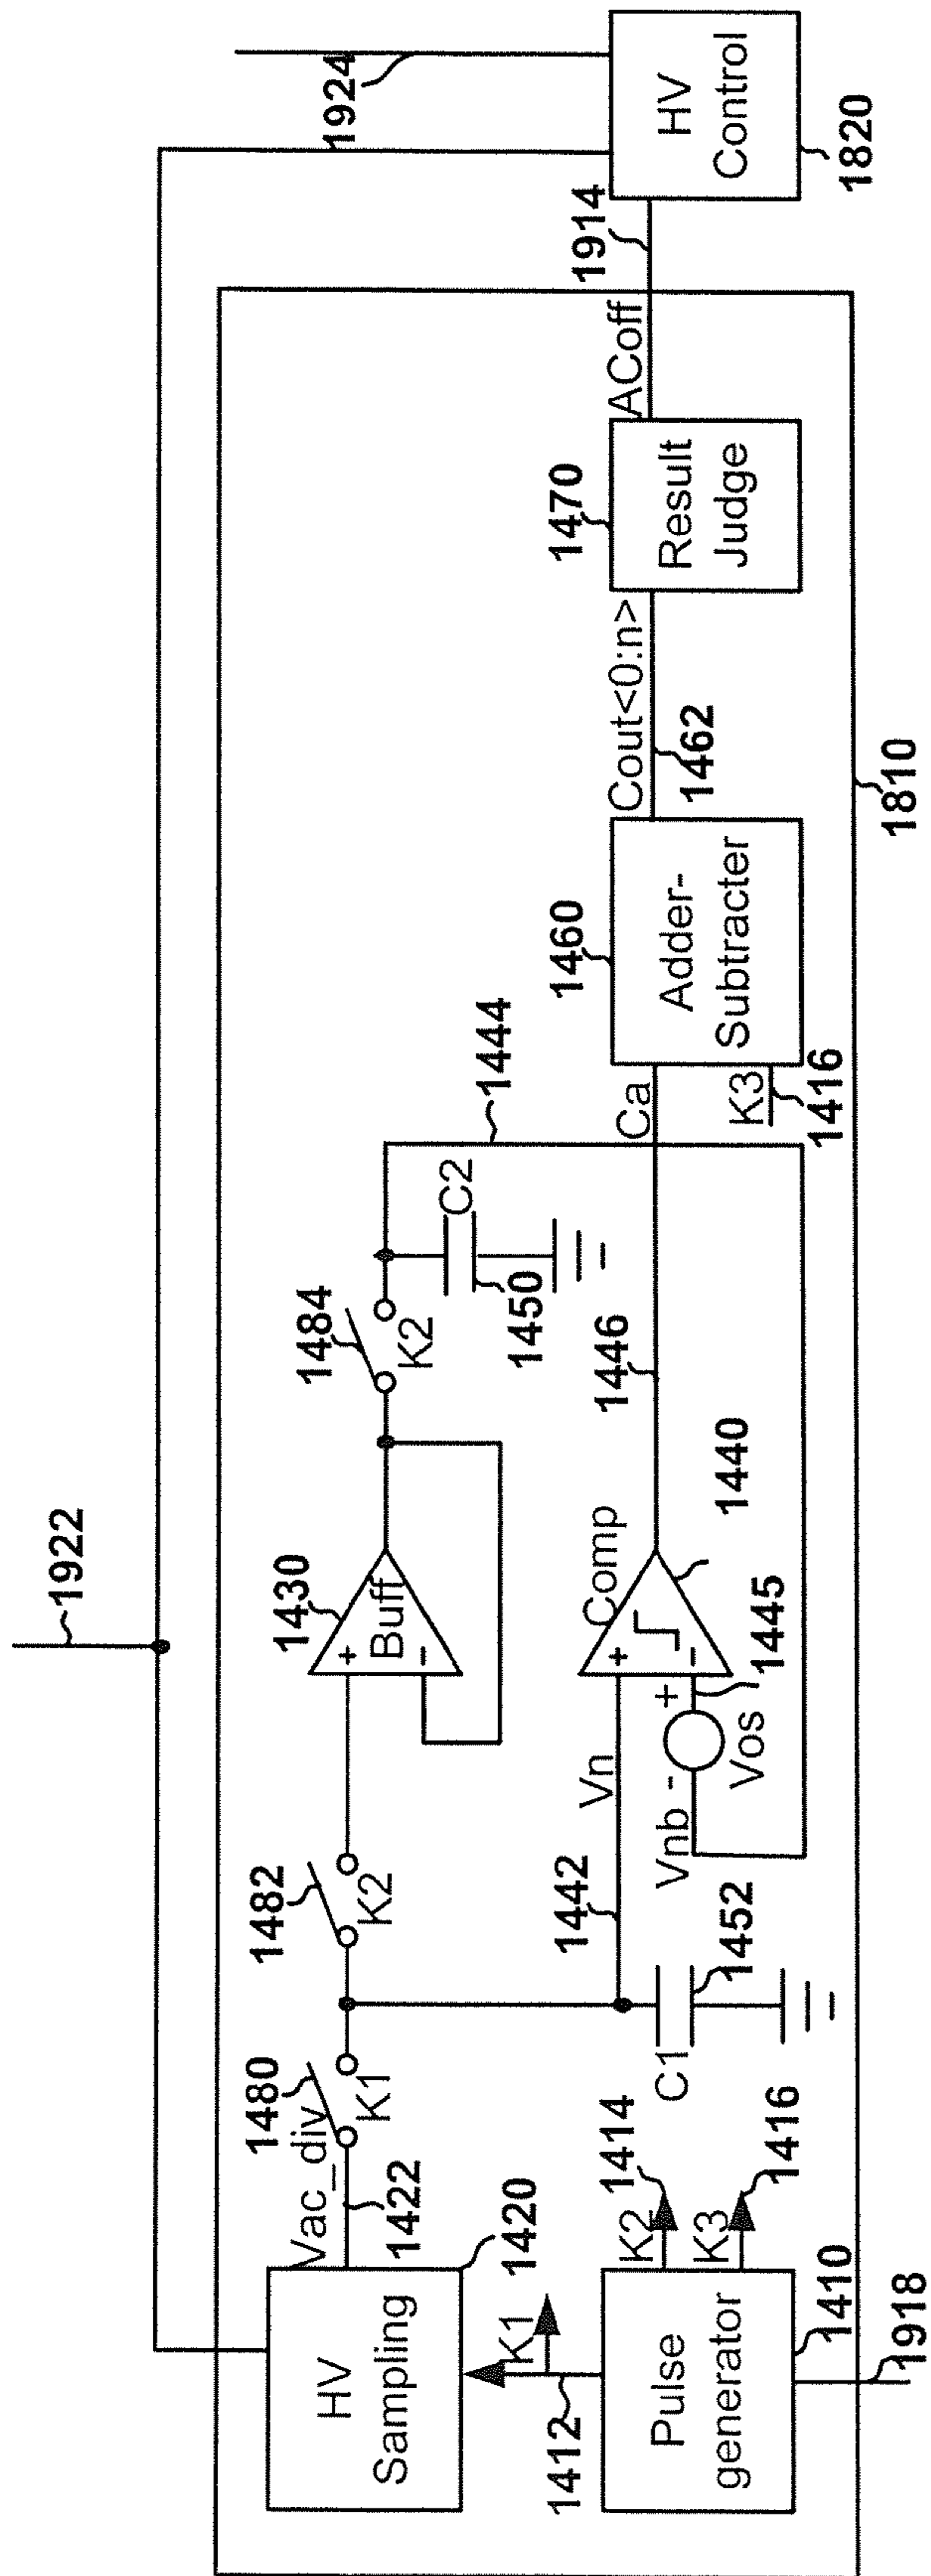 1922
1924
HV
Control
1820
1914
ACoff
Result
Judge
1470
Cout<0:n>
1462
1810
Adder-
Subtracter
1460
Ca
K3
1416
1444
C2
1450
1484
K2
1446
1430
Buff
+
-
Comp
1440
+
-
1445
+
Vos
-
Vnb
Vn
1442
1482
K2
1452
C1
1480
K1
Vac_div
1422
1420
HV
Sampling
K1
1412
1414
K2
1416
K3
Pulse
generator
1410
1918